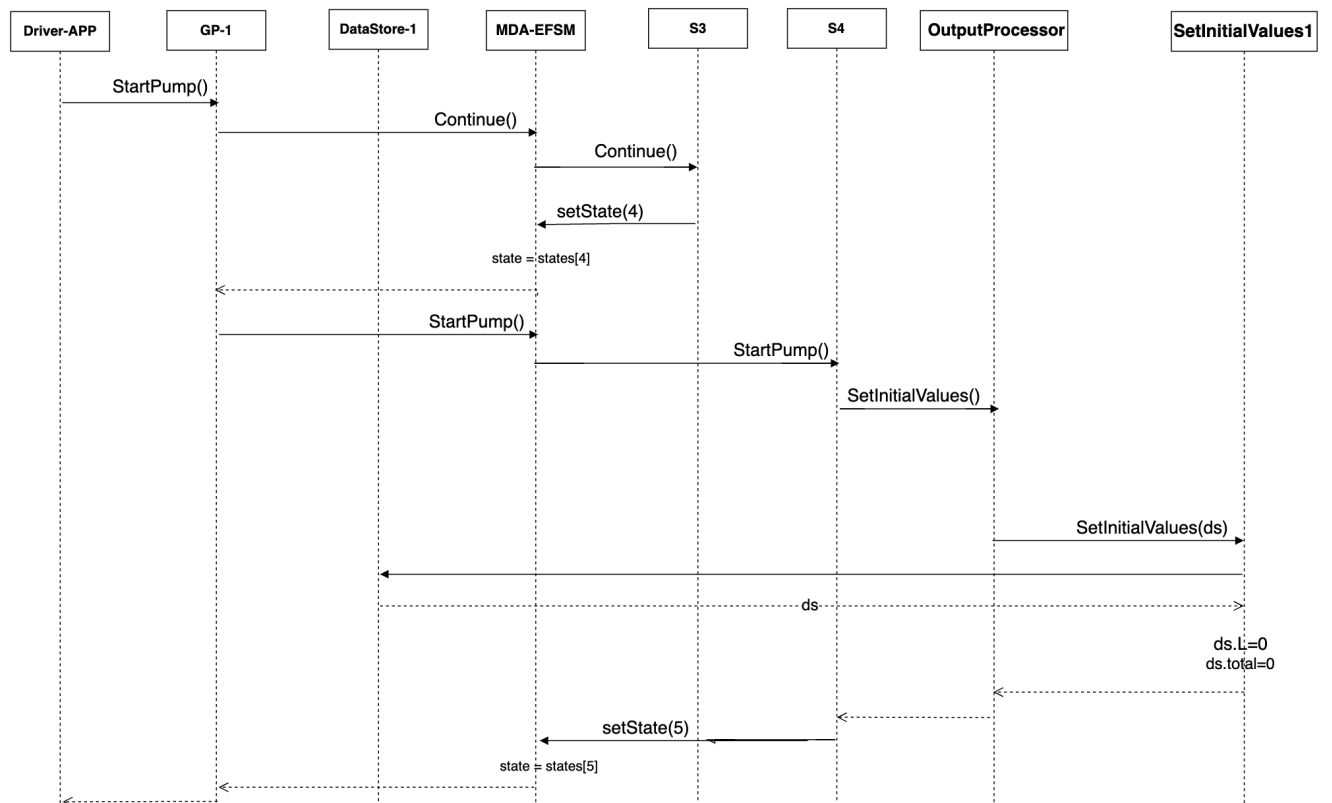 Driver-APP
GP-1
DataStore-1
MDA-EFSM
S3
S4
OutputProcessor
SetInitialValues1
StartPump()
Continue()
Continue()
setState(4)
state = states[4]
StartPump()
StartPump()
SetInitialValues()
SetInitialValues(ds)
ds
ds.L=0
ds.total=0
setState(5)
state = states[5]